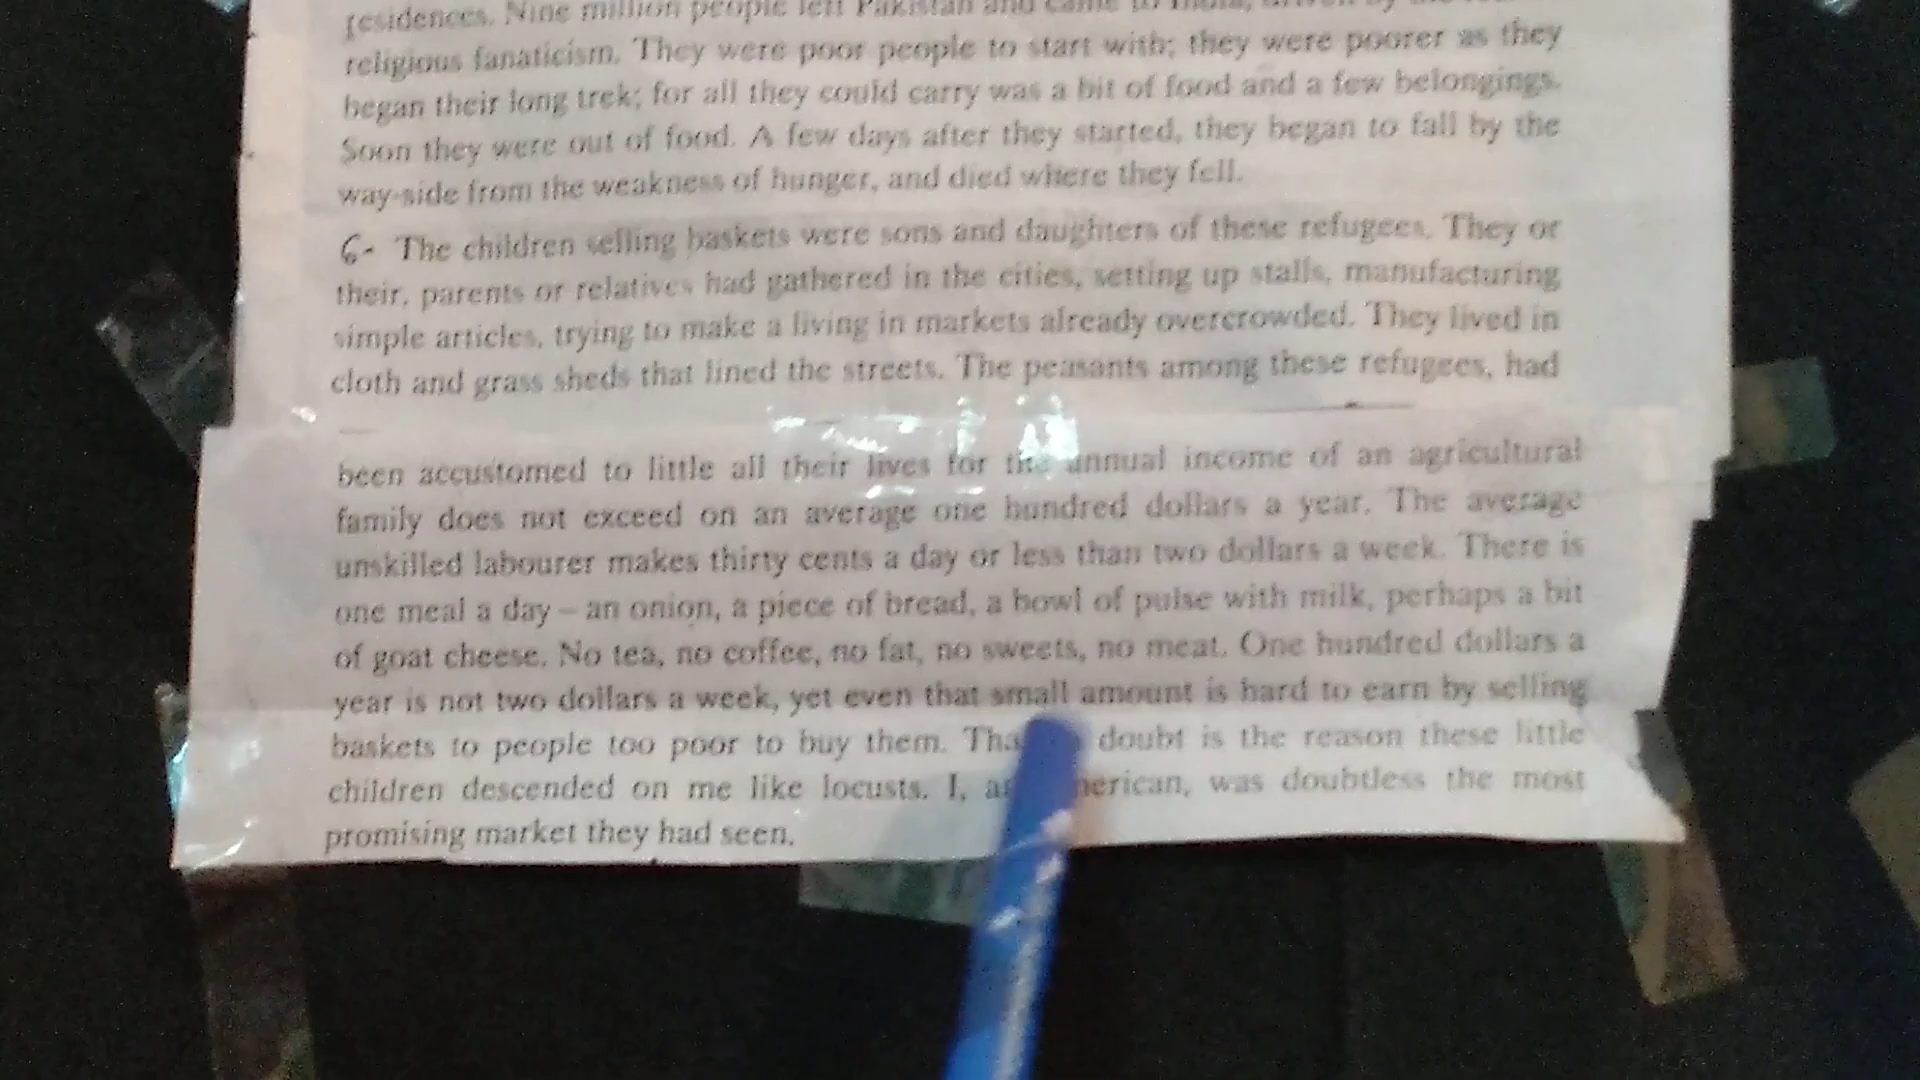 residences. Nine million people left Pakistan and came to India, driven by the
religious fanaticism. They were poor people to start with; they were poorer as they
began their long trek; for all they could carry was a bit of food and a few belongings.
Soon they were out of food. A few days after they started, they began to fall by the
way-side from the weakness of hunger, and died where they fell.
6- The children selling baskets were sons and daughters of these refugees. They or
their, parents or relatives had gathered in the cities, setting up stalls, manufacturing
simple articles, trying to make a living in markets already overcrowded. They lived in
cloth and grass sheds that lined the streets. The peasants among these refugees, had
been accustomed to little all their lives for the annual income of an agricultural
family does not exceed on an average one hundred dollars a year. The average
unskilled labourer makes thirty cents a day or less than two dollars a week. There is
one meal a day – an onion, a piece of bread, a bowl of pulse with milk, perhaps a bit
of goat cheese. No tea, no coffee, no fat, no sweets, no meat. One hundred dollars a
year is not two dollars a week, yet even that small amount is hard to earn by selling
baskets to people too poor to buy them. doubt is the reason these little
children descended on me like locusts. I, was doubtless the most
promising market they had seen.